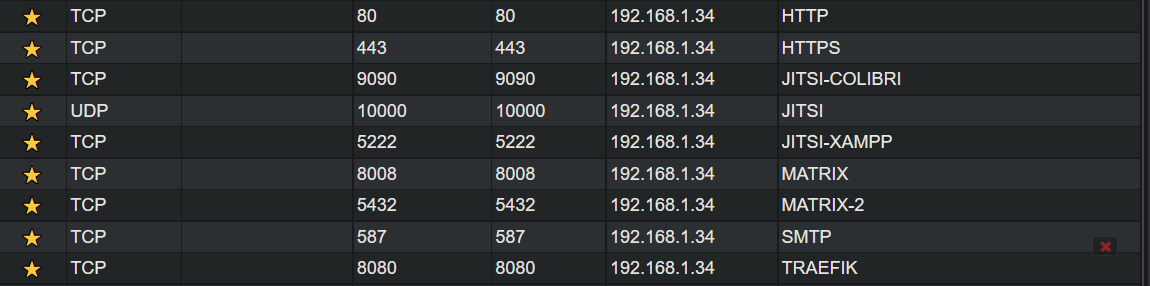 TCP 80 80 192.168.1.34 HTTP
TCP 443 443 192.168.1.34 HTTPS
TCP 9090 9090 192.168.1.34 JITSI-COLIBRI
UDP 10000 10000 192.168.1.34 JITSI
TCP 5222 5222 192.168.1.34 JITSI-XAMPP
TCP 8008 8008 192.168.1.34 MATRIX
TCP 5432 5432 192.168.1.34 MATRIX-2
TCP 587 587 192.168.1.34 SMTP
TCP 8080 8080 192.168.1.34 TRAEFIK